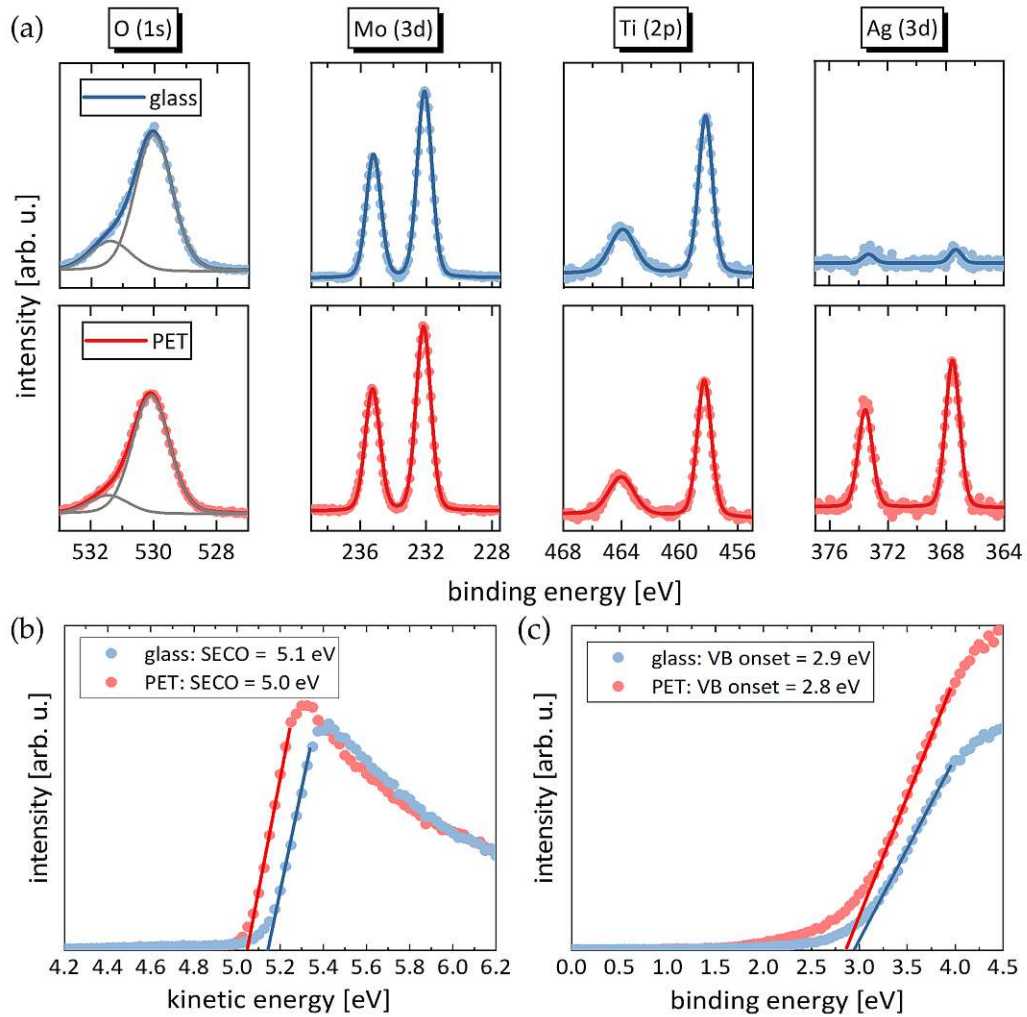 (a)
O (1s)
Mo (3d)
Ti (2p)
Ag (3d)
glass
PET
intensity [arb. u.]
532 530 528
236 232 228
468 464 460 455
376 372 368 364
binding energy [eV]
(b)
glass: SECO = 5.1 eV
PET: SECO = 5.0 eV
intensity [arb. u.]
4.2 4.4 4.6 4.8 5.0 5.2 5.4 5.6 5.8 6.0 6.2
kinetic energy [eV]
(c)
glass: VB onset = 2.9 eV
PET: VB onset = 2.8 eV
intensity [arb. u.]
0.0 0.5 1.0 1.5 2.0 2.5 3.0 3.5 4.0 4.5
binding energy [eV]